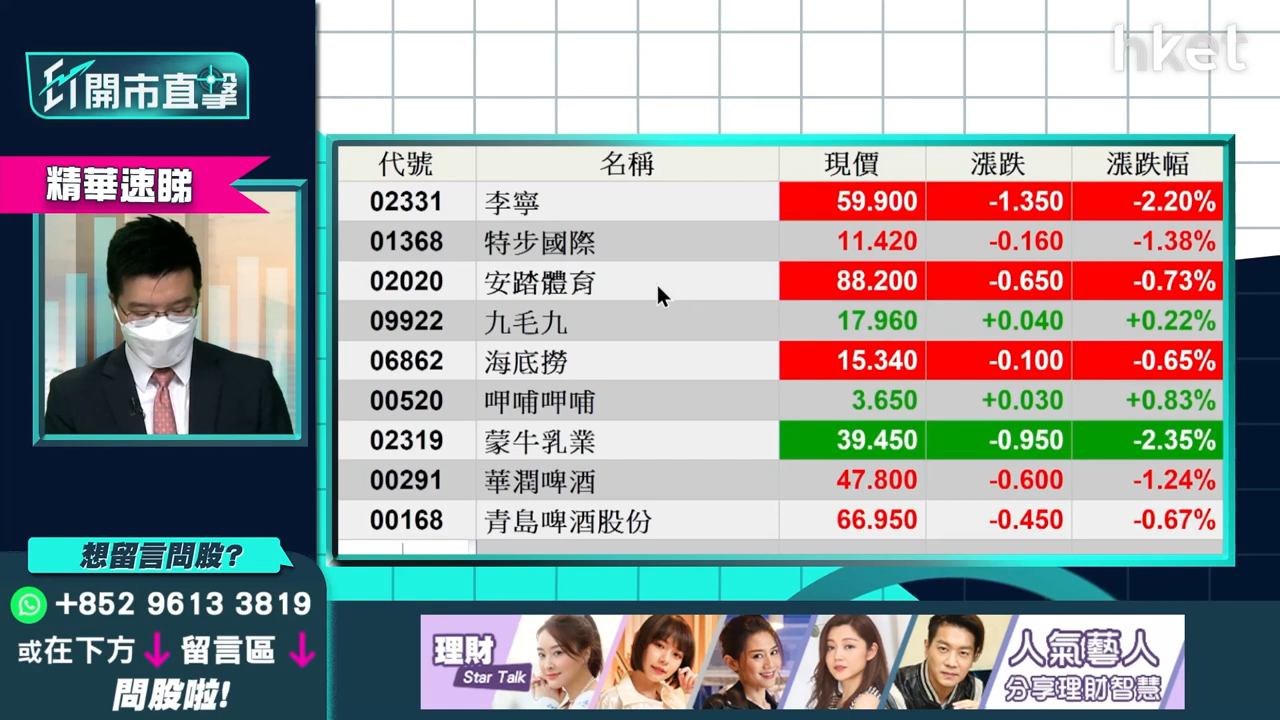 hket
ET開市直擊
精華速睇
代號 名稱 現價 漲跌 漲跌幅
02331 李寧 59.900 -1.350 -2.20%
01368 特步國際 11.420 -0.160 -1.38%
02020 安踏體育 88.200 -0.650 -0.73%
09922 九毛九 17.960 +0.040 +0.22%
06862 海底撈 15.340 -0.100 -0.65%
00520 呷哺呷哺 3.650 +0.030 +0.83%
02319 蒙牛乳業 39.450 -0.950 -2.35%
00291 華潤啤酒 47.800 -0.600 -1.24%
00168 青島啤酒股份 66.950 -0.450 -0.67%
想留言問股?
+852 9613 3819
或在下方↓留言區↓
問股啦!
理財
Star Talk
人氣藝人
分享理財智慧